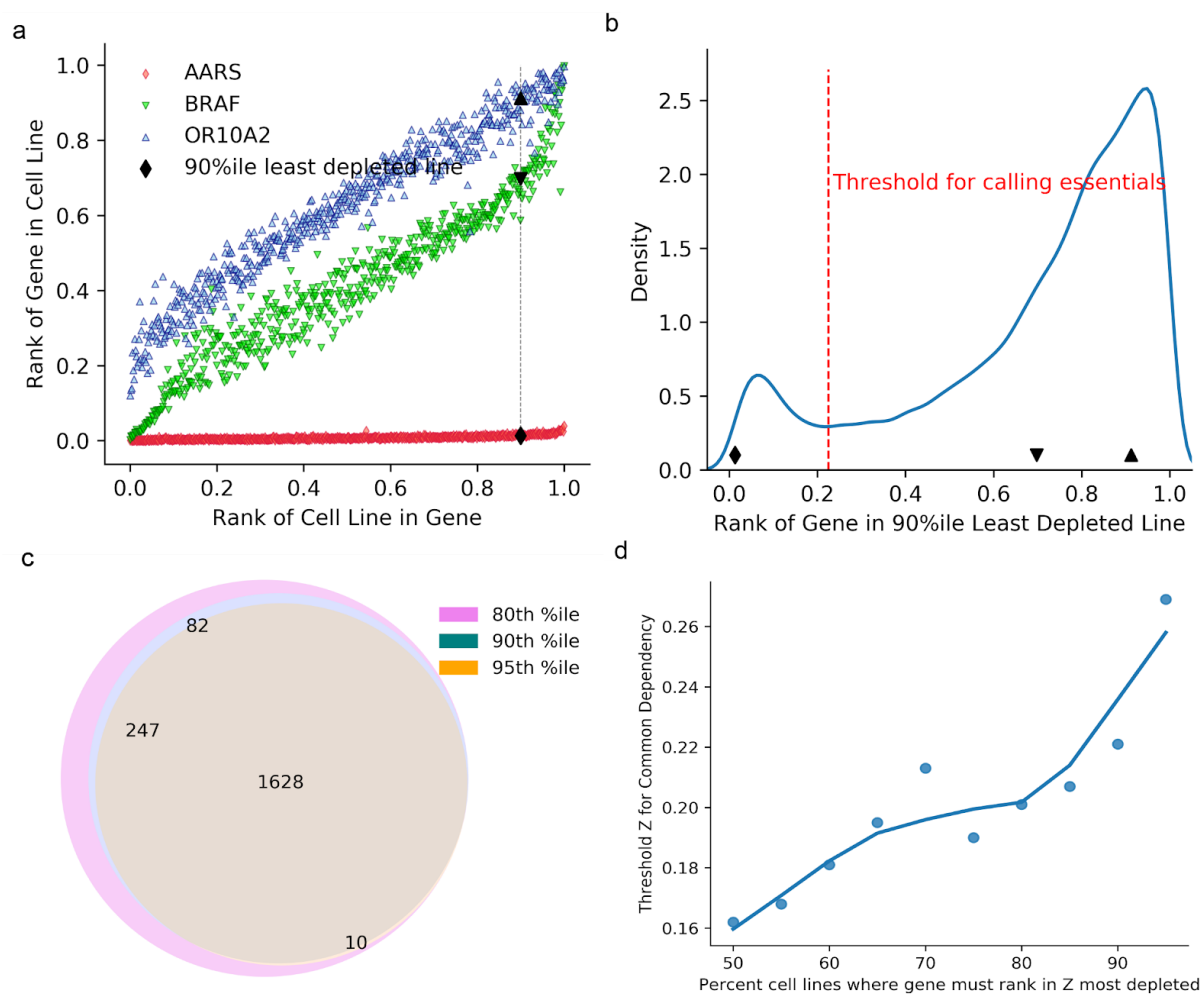 a
1.0
0.8
0.6
0.4
0.2
0.0
Rank of Gene in Cell Line
AARS
BRAF
OR10A2
90%ile least depleted line
0.0 0.2 0.4 0.6 0.8 1.0
Rank of Cell Line in Gene
b
2.5
2.0
1.5
1.0
0.5
0.0
Density
Threshold for calling essentials
0.0 0.2 0.4 0.6 0.8 1.0
Rank of Gene in 90%ile Least Depleted Line
c
82
247
1628
10
80th %ile
90th %ile
95th %ile
d
0.26
0.24
0.22
0.20
0.18
0.16
Threshold Z for Common Dependency
50 60 70 80 90
Percent cell lines where gene must rank in Z most depleted